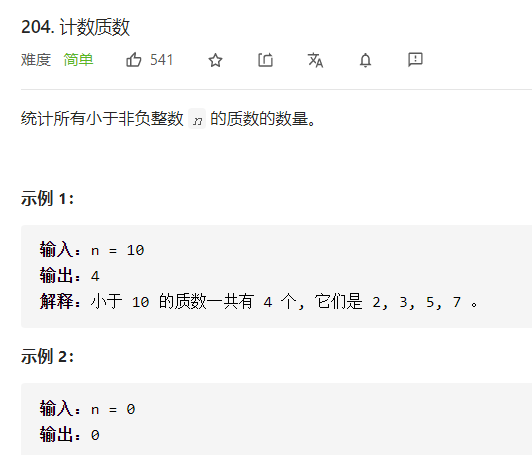 204. 计数质数
难度 简单 541
统计所有小于非负整数 n 的质数的数量。
示例 1：
输入：n = 10
输出：4
解释：小于 10 的质数一共有 4 个, 它们是 2, 3, 5, 7 。
示例 2：
输入：n = 0
输出：0